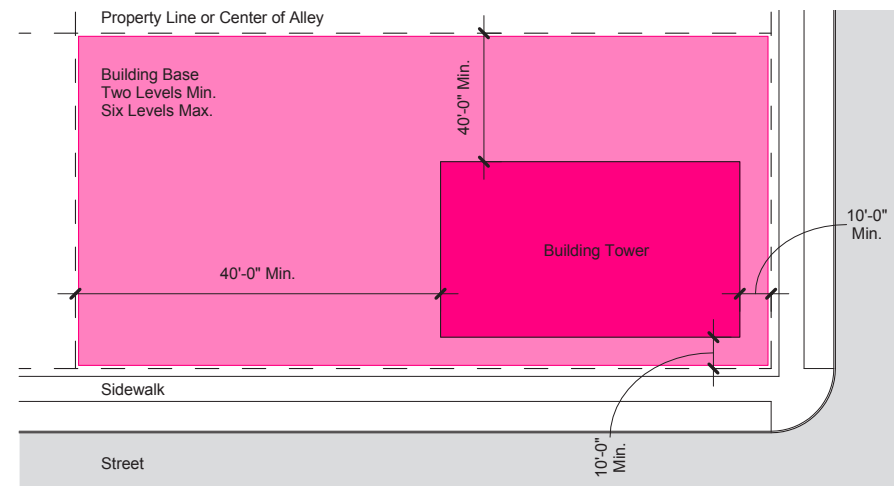 Property Line or Center of Alley
Building Base
Two Levels Min.
Six Levels Max.
40'-0" Min.
Building Tower
10'-0"
Min.
40'-0" Min.
Sidewalk
10'-0"
Min.
Street